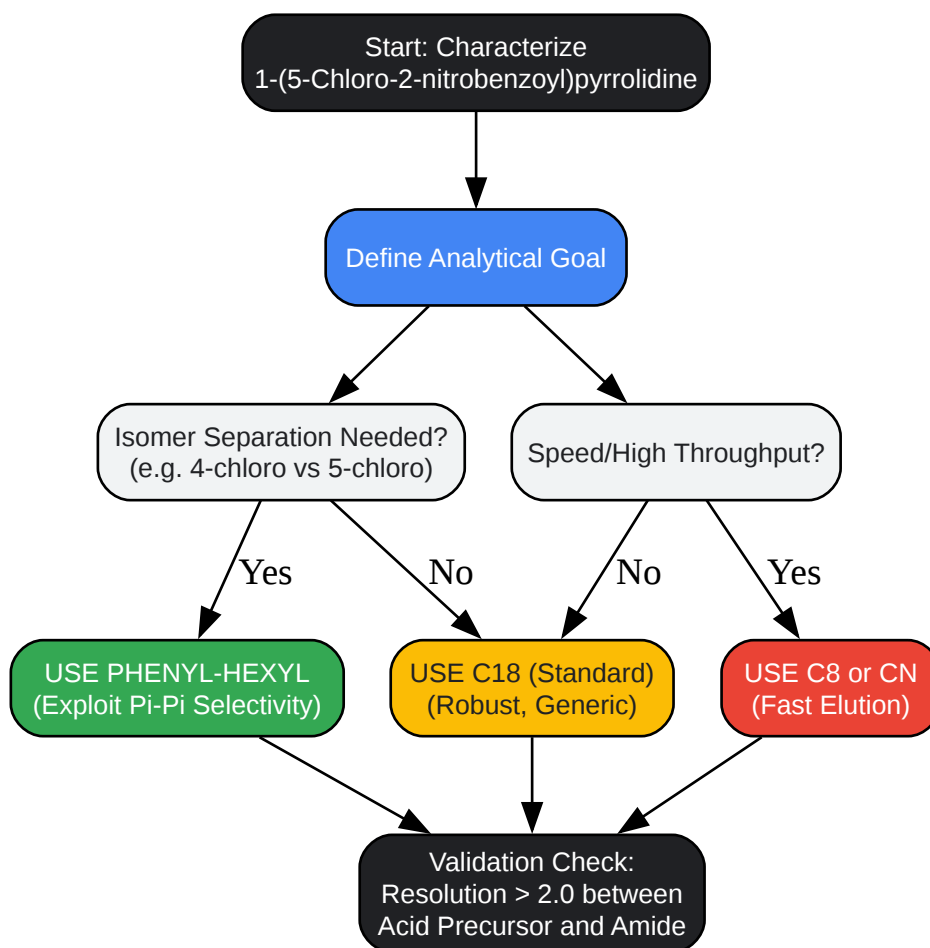 Start: Characterize
1-(5-Chloro-2-nitrobenzoyl)pyrrolidine
Define Analytical Goal
Isomer Separation Needed?
(e.g. 4-chloro vs 5-chloro)
Speed/High Throughput?
Yes
No
No
Yes
USE PHENYL-HEXYL
(Exploit Pi-Pi Selectivity)
USE C18 (Standard)
(Robust, Generic)
USE C8 or CN
(Fast Elution)
Validation Check:
Resolution > 2.0 between
Acid Precursor and Amide